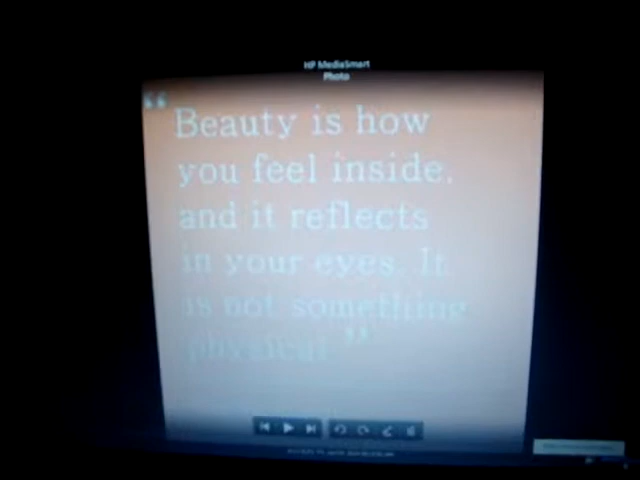 HP MediaSmart
Photo
“Beauty is how
you feel inside,
and it reflects
in your eyes. It
is not something
physical.”